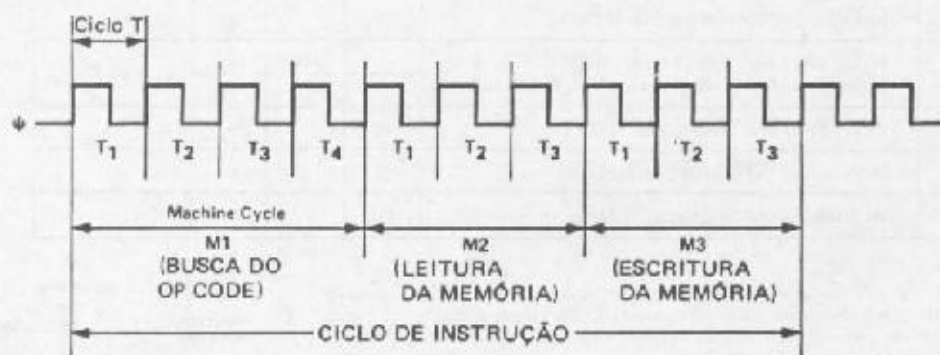 Ciclo T
ψ
T1 T2 T3 T4 T1 T2 T3 T1 T2 T3
Machine Cycle
M1 M2 M3
(BUSCA DO (LEITURA (ESCRITURA
OP CODE) DA MEMÓRIA) DA MEMÓRIA)
CICLO DE INSTRUÇÃO